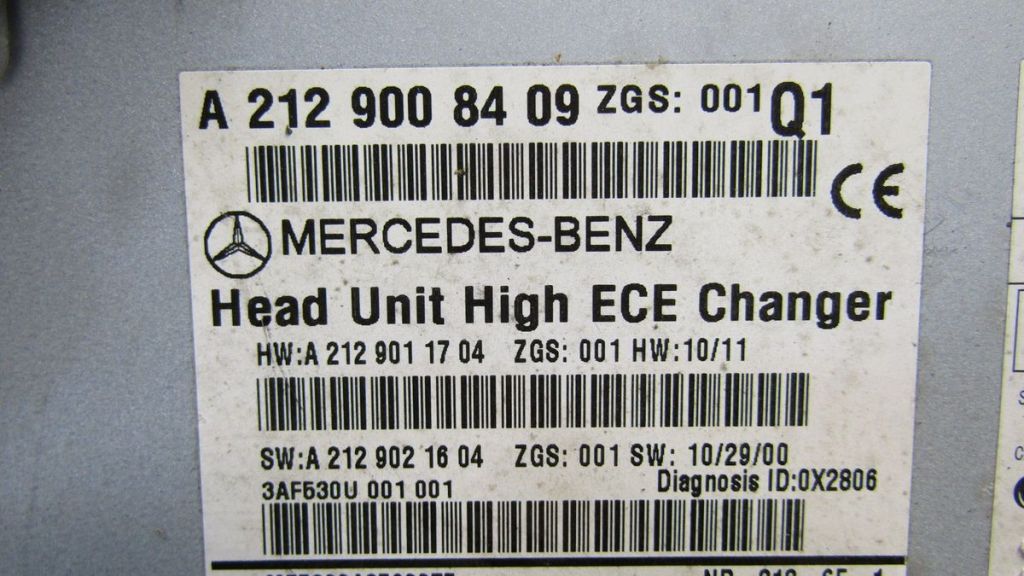 A 212 900 84 09 ZGS: 001 Q1
CE
MERCEDES-BENZ
Head Unit High ECE Changer
HW:A 212 901 17 04 ZGS: 001 HW:10/11
SW:A 212 902 16 04 ZGS: 001 SW: 10/29/00
3AF530U 001 001 Diagnosis ID:0X2806